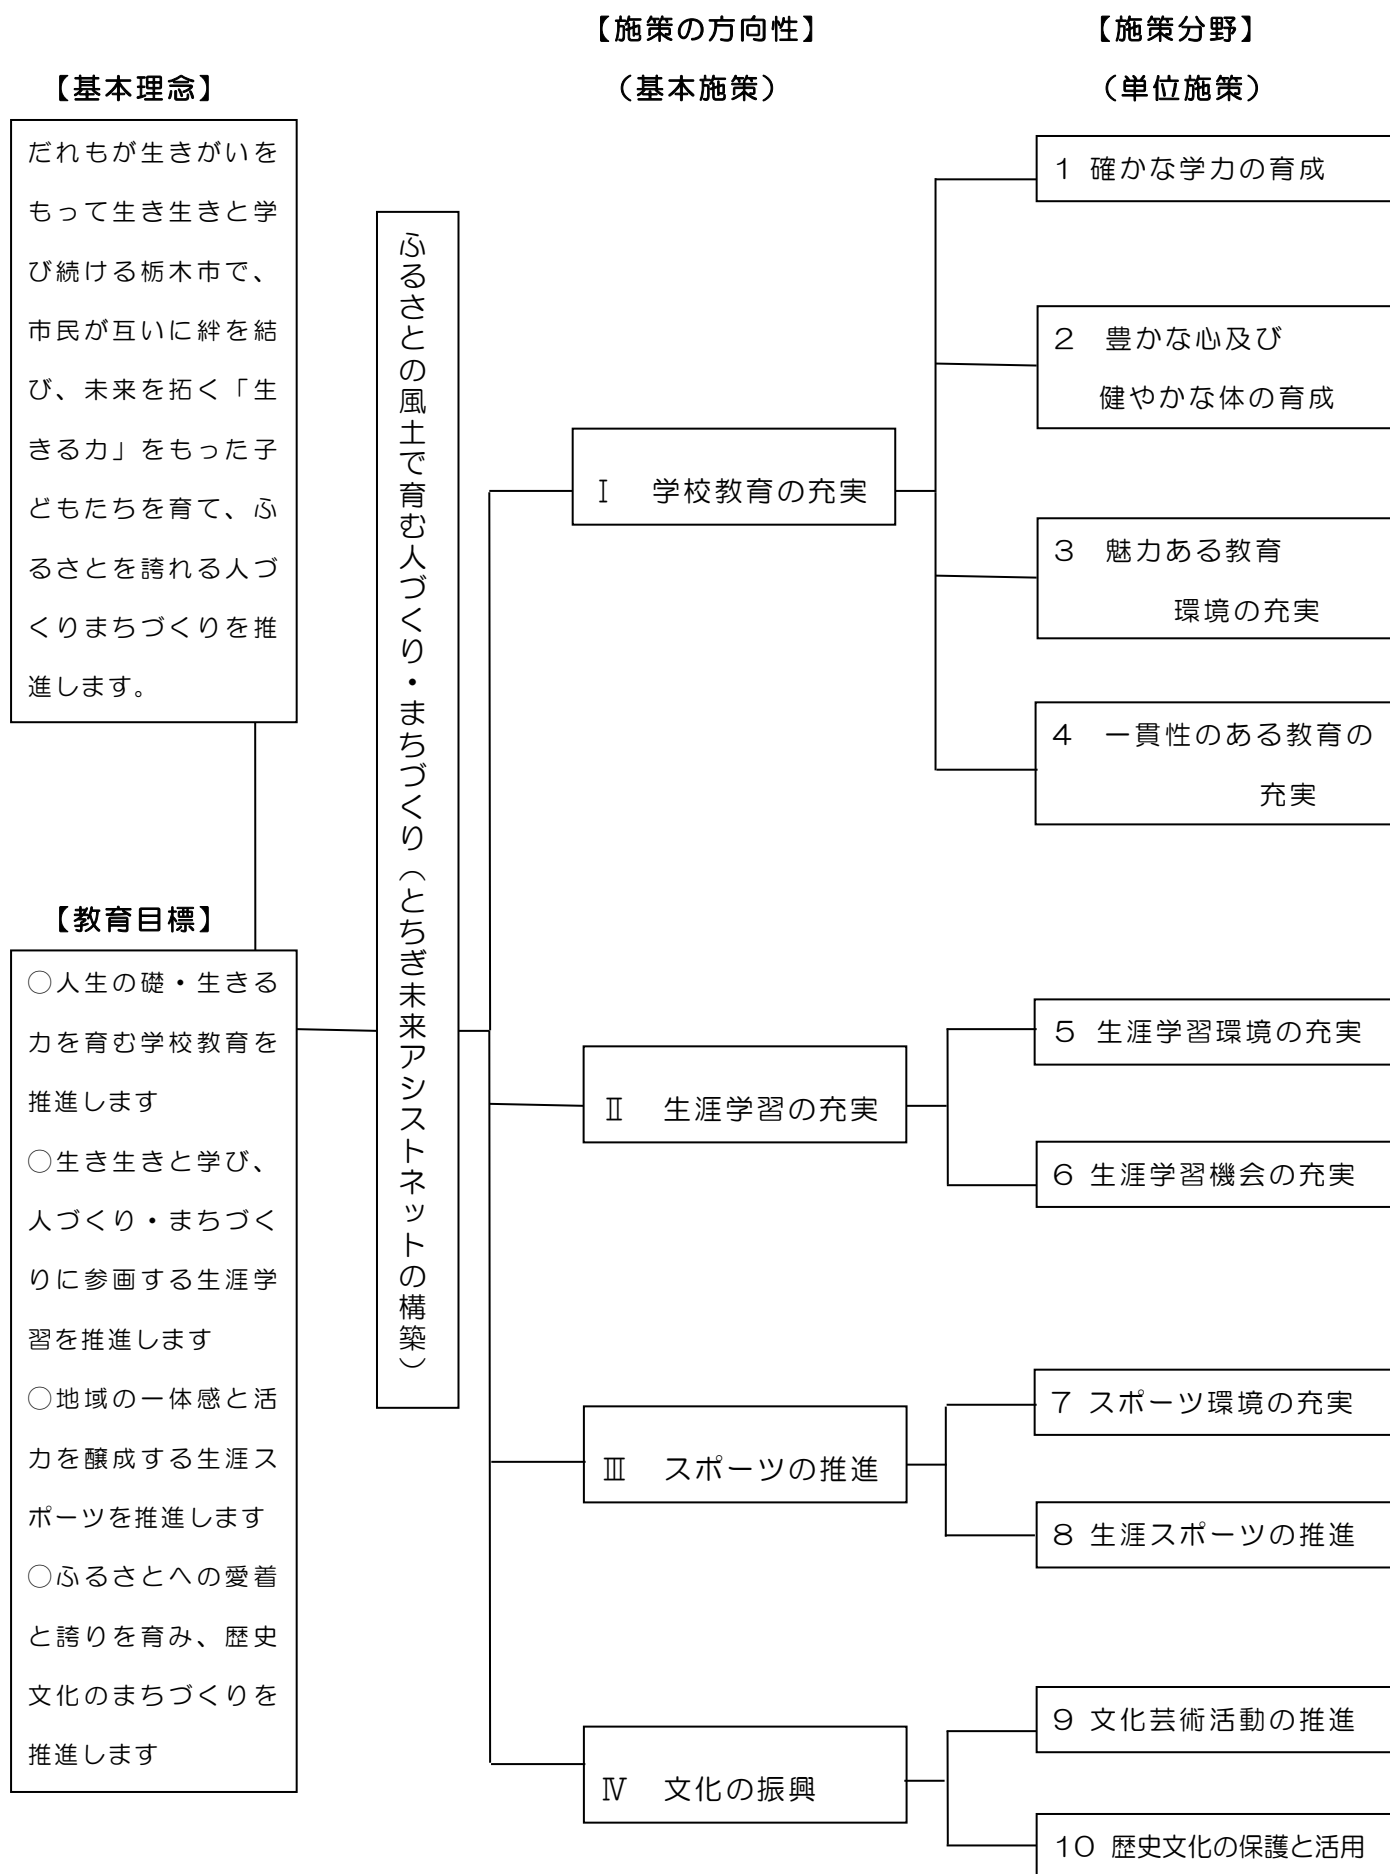 【施策の方向性】
（基本施策）
【施策分野】
（単位施策）
【基本理念】
だれもが生きがいを
もって生き生きと学
び続ける栃木市で、
市民が互いに絆を結
び、未来を拓く「生
きる力」をもった子
どもたちを育て、ふ
るさとを誇れる人づ
くりまちづくりを推
進します。
【教育目標】
○人生の礎・生きる
力を育む学校教育を
推進します
○生き生きと学び、
人づくり・まちづく
りに参画する生涯学
習を推進します
○地域の一体感と活
力を醸成する生涯ス
ポーツを推進します
○ふるさとへの愛着
と誇りを育み、歴史
文化のまちづくりを
推進します
ふるさとの風土で育む人づくり・まちづくり（とちぎ未来アシストネットの構築）
Ⅰ　学校教育の充実
1 確かな学力の育成
2　豊かな心及び
健やかな体の育成
3　魅力ある教育
環境の充実
4　一貫性のある教育の
充実
Ⅱ　生涯学習の充実
5 生涯学習環境の充実
6 生涯学習機会の充実
Ⅲ　スポーツの推進
7 スポーツ環境の充実
8 生涯スポーツの推進
Ⅳ　文化の振興
9 文化芸術活動の推進
10 歴史文化の保護と活用